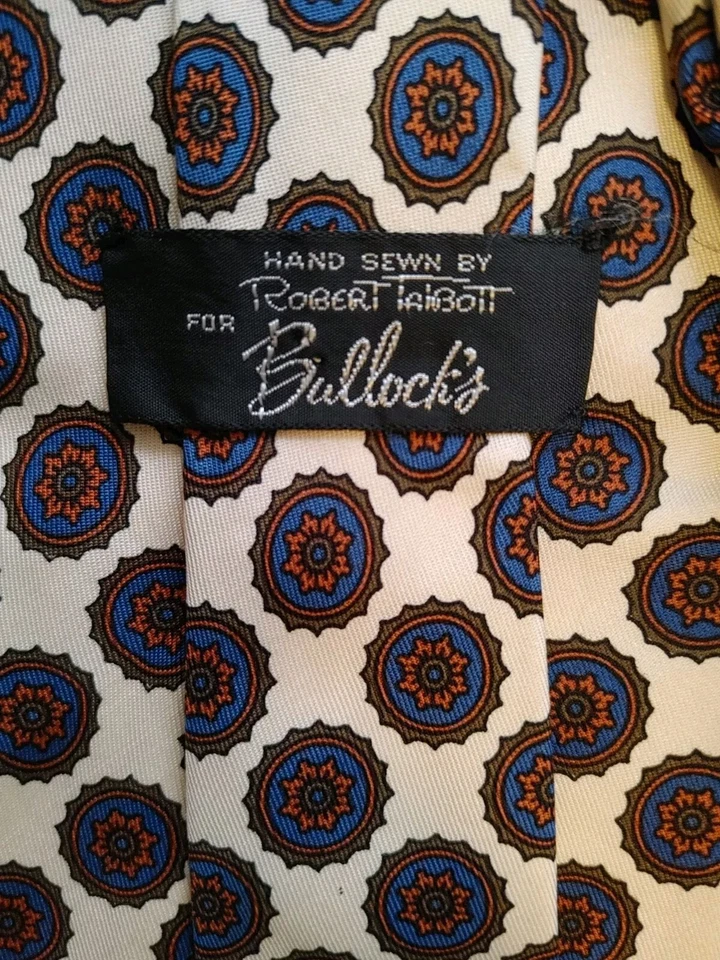 HAND SEWN BY
ROBERT TALBOTT
FOR
Bullock's